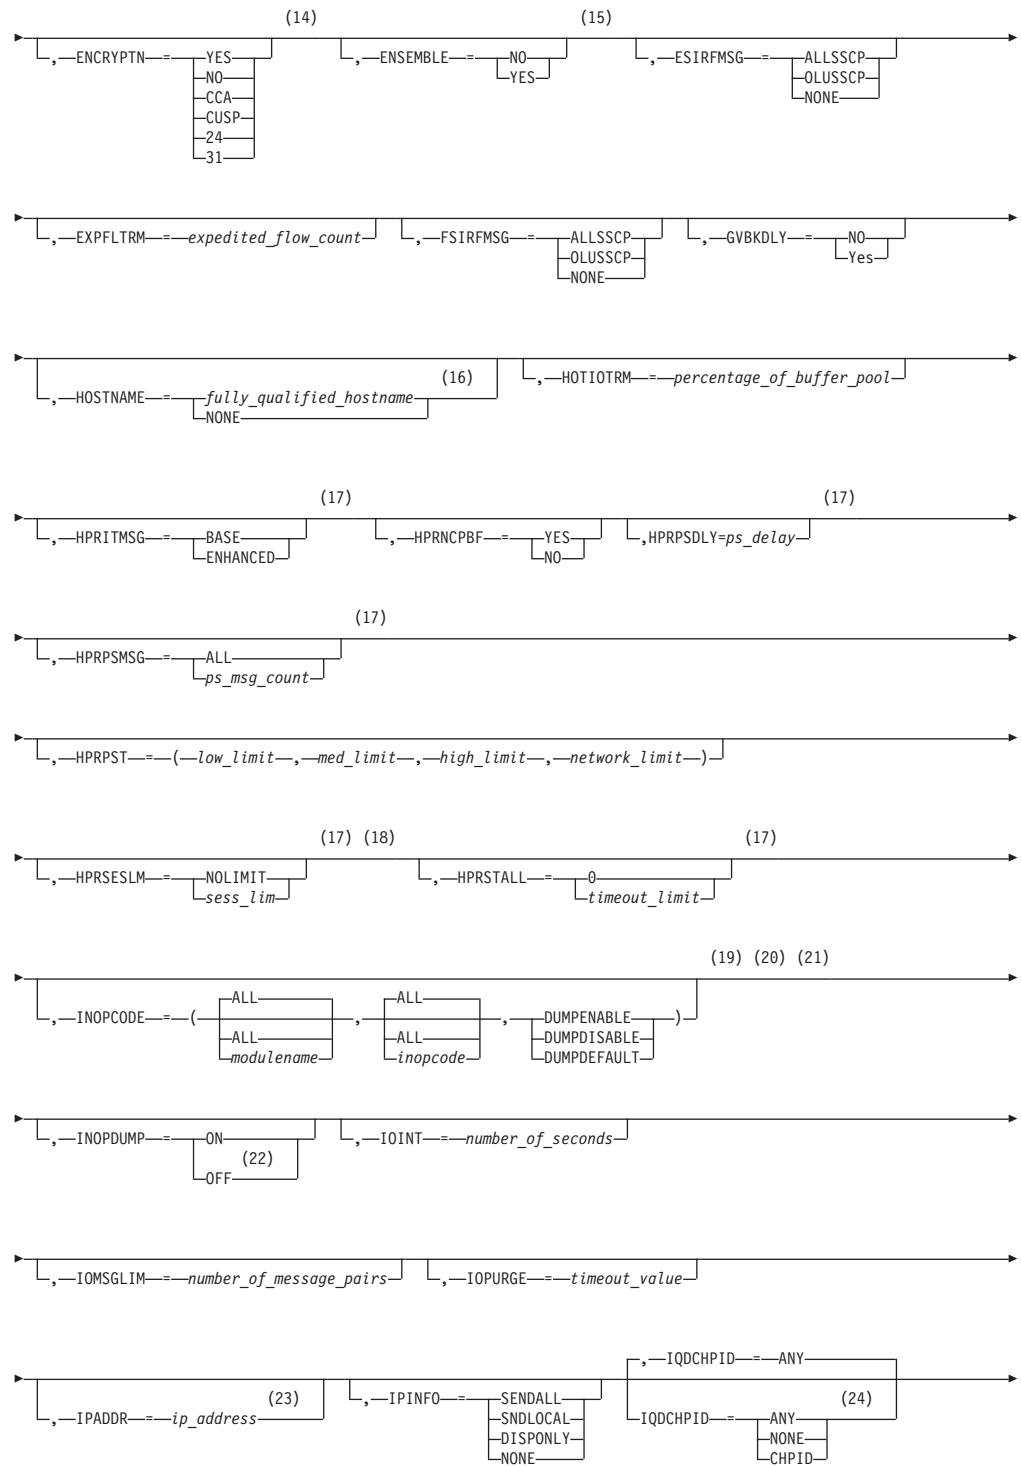 (14) (15)
, ENCRYPTN = YES , ENSEMBLE = NO , ESIRFMSG = ALLSSCP
NO YES OLUSSCP
CCA NONE
CUSP
24
31
, EXPFLTRM = expedited_flow_count , FSIRFMSG = ALLSSCP , GVBKDLY = NO
OLUSSCP Yes
NONE
(16) , HOTIOTRM = percentage_of_buffer_pool
, HOSTNAME = fully_qualified_hostname
NONE
(17) (17)
, HPRITMSG = BASE , HPRNCPBF = YES ,HPRPSDLY=ps_delay
ENHANCED NO
(17)
, HPRPSMSG = ALL
ps_msg_count
, HPRPST = ( low_limit , med_limit , high_limit , network_limit )
(17) (18) (17)
, HPRSESLM = NOLIMIT , HPRSTALL = 0
sess_lim timeout_limit
(19) (20) (21)
ALL ALL
, INOPCODE = ( , , DUMPENABLE )
ALL ALL DUMPDISABLE
modulename inopcode DUMPDEFAULT
, INOPDUMP = ON , IOINT = number_of_seconds
(22)
OFF
, IOMSGLIM = number_of_message_pairs , IOPURGE = timeout_value
, IQDCHPID = ANY
(23) , IPINFO = SENDALL (24)
, IPADDR = ip_address SNDLOCAL IQDCHPID = ANY
DISPONLY NONE
NONE CHPID